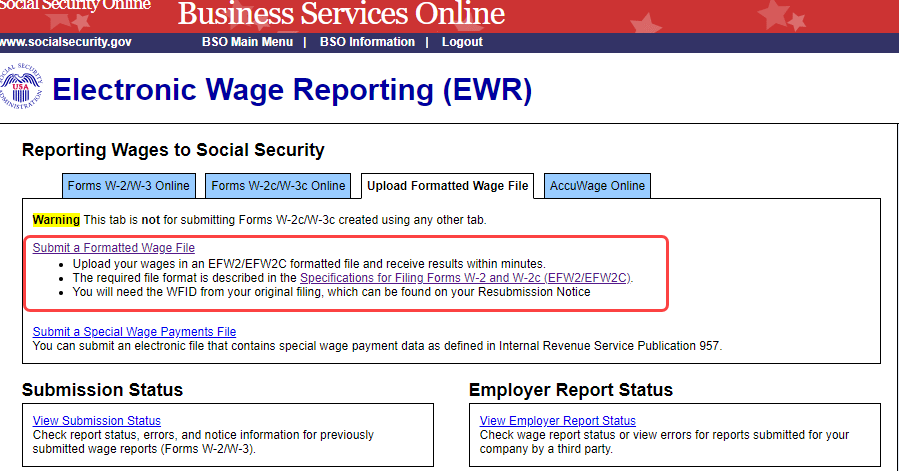 Social Security Online
Business Services Online
www.socialsecurity.gov BSO Main Menu | BSO Information | Logout
SOCIAL SECURITY ADMINISTRATION
USA
Electronic Wage Reporting (EWR)
Reporting Wages to Social Security
Forms W-2/W-3 Online Forms W-2c/W-3c Online Upload Formatted Wage File AccuWage Online
Warning This tab is not for submitting Forms W-2c/W-3c created using any other tab.
Submit a Formatted Wage File
• Upload your wages in an EFW2/EFW2C formatted file and receive results within minutes.
• The required file format is described in the Specifications for Filing Forms W-2 and W-2c (EFW2/EFW2C).
• You will need the WFID from your original filing, which can be found on your Resubmission Notice
Submit a Special Wage Payments File
You can submit an electronic file that contains special wage payment data as defined in Internal Revenue Service Publication 957.
Submission Status
View Submission Status
Check report status, errors, and notice information for previously
submitted wage reports (Forms W-2/W-3).
Employer Report Status
View Employer Report Status
Check wage report status or view errors for reports submitted for your
company by a third party.